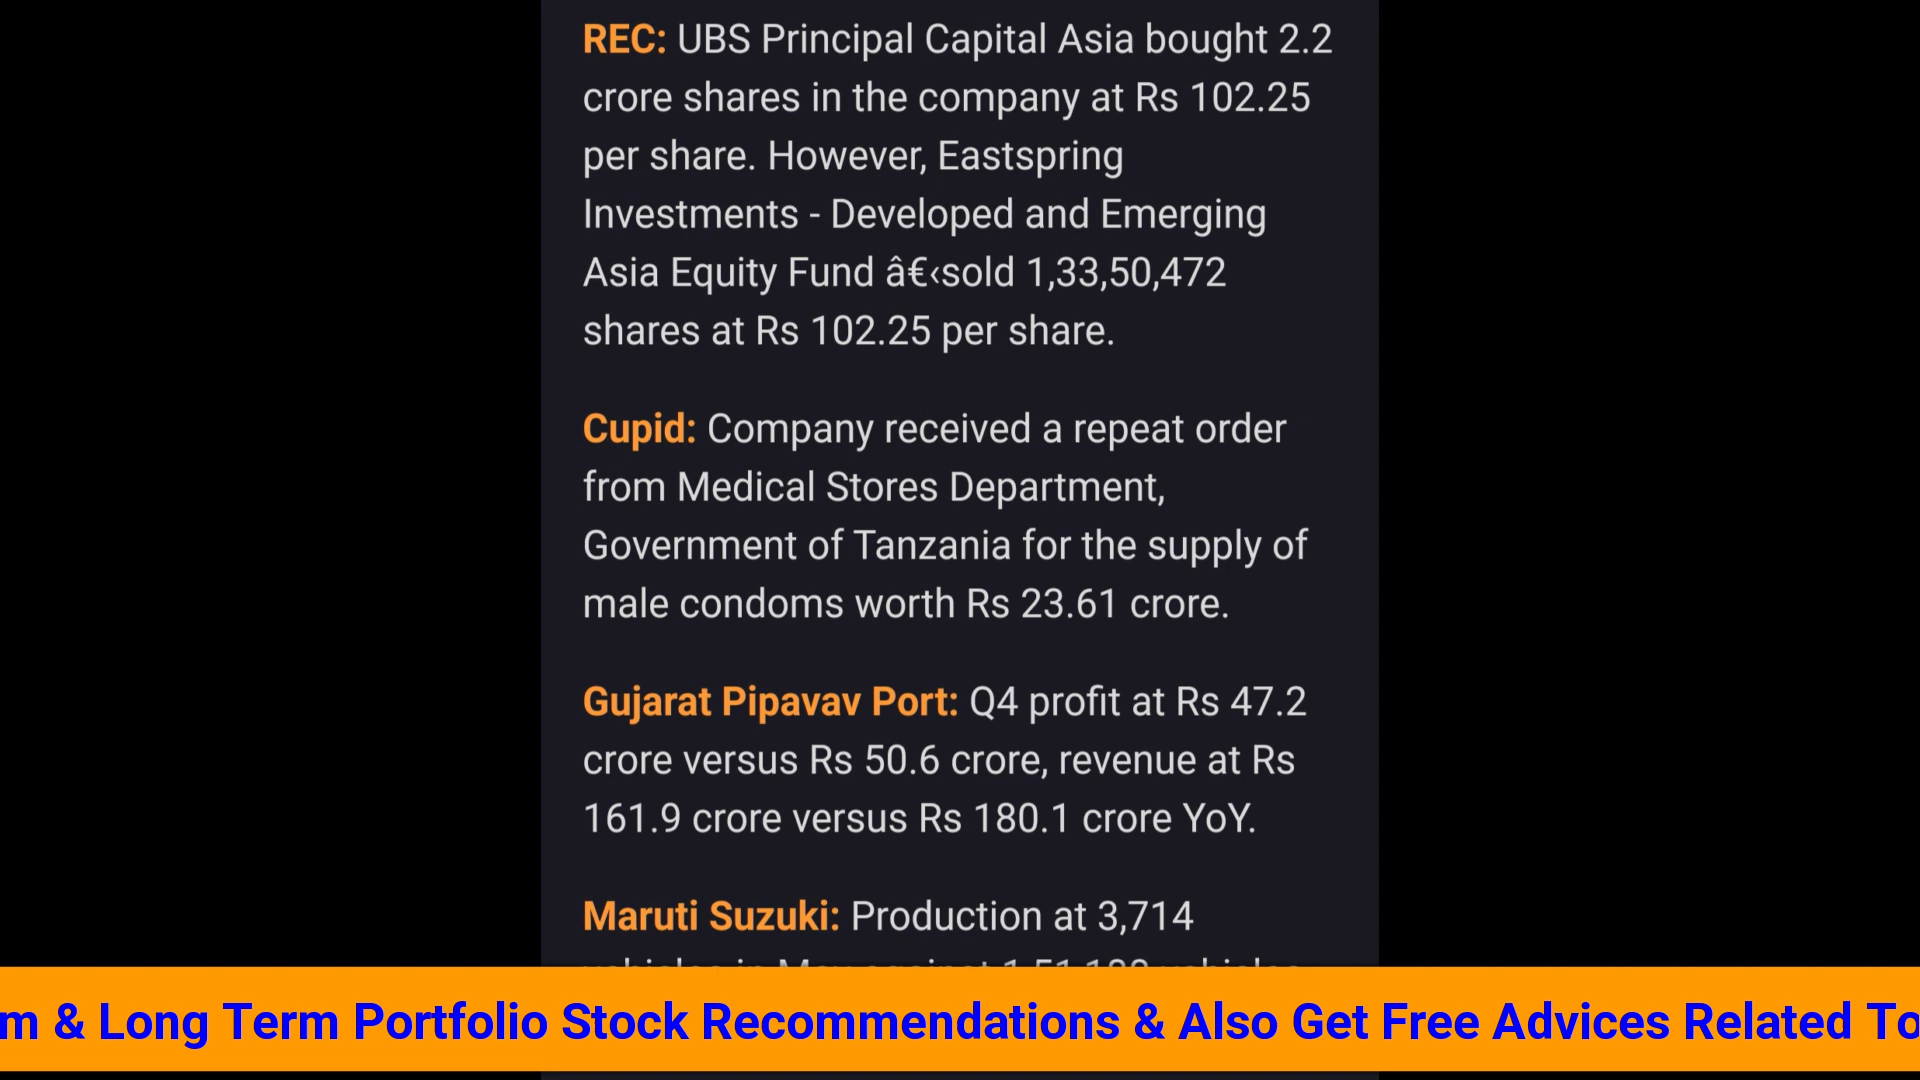 REC: UBS Principal Capital Asia bought 2.2
crore shares in the company at Rs 102.25
per share. However, Eastspring
Investments - Developed and Emerging
Asia Equity Fund â€‹sold 1,33,50,472
shares at Rs 102.25 per share.
Cupid: Company received a repeat order
from Medical Stores Department,
Government of Tanzania for the supply of
male condoms worth Rs 23.61 crore.
Gujarat Pipavav Port: Q4 profit at Rs 47.2
crore versus Rs 50.6 crore, revenue at Rs
161.9 crore versus Rs 180.1 crore YoY.
Maruti Suzuki: Production at 3,714
vehicles in May against vehicles
m & Long Term Portfolio Stock Recommendations & Also Get Free Advices Related To